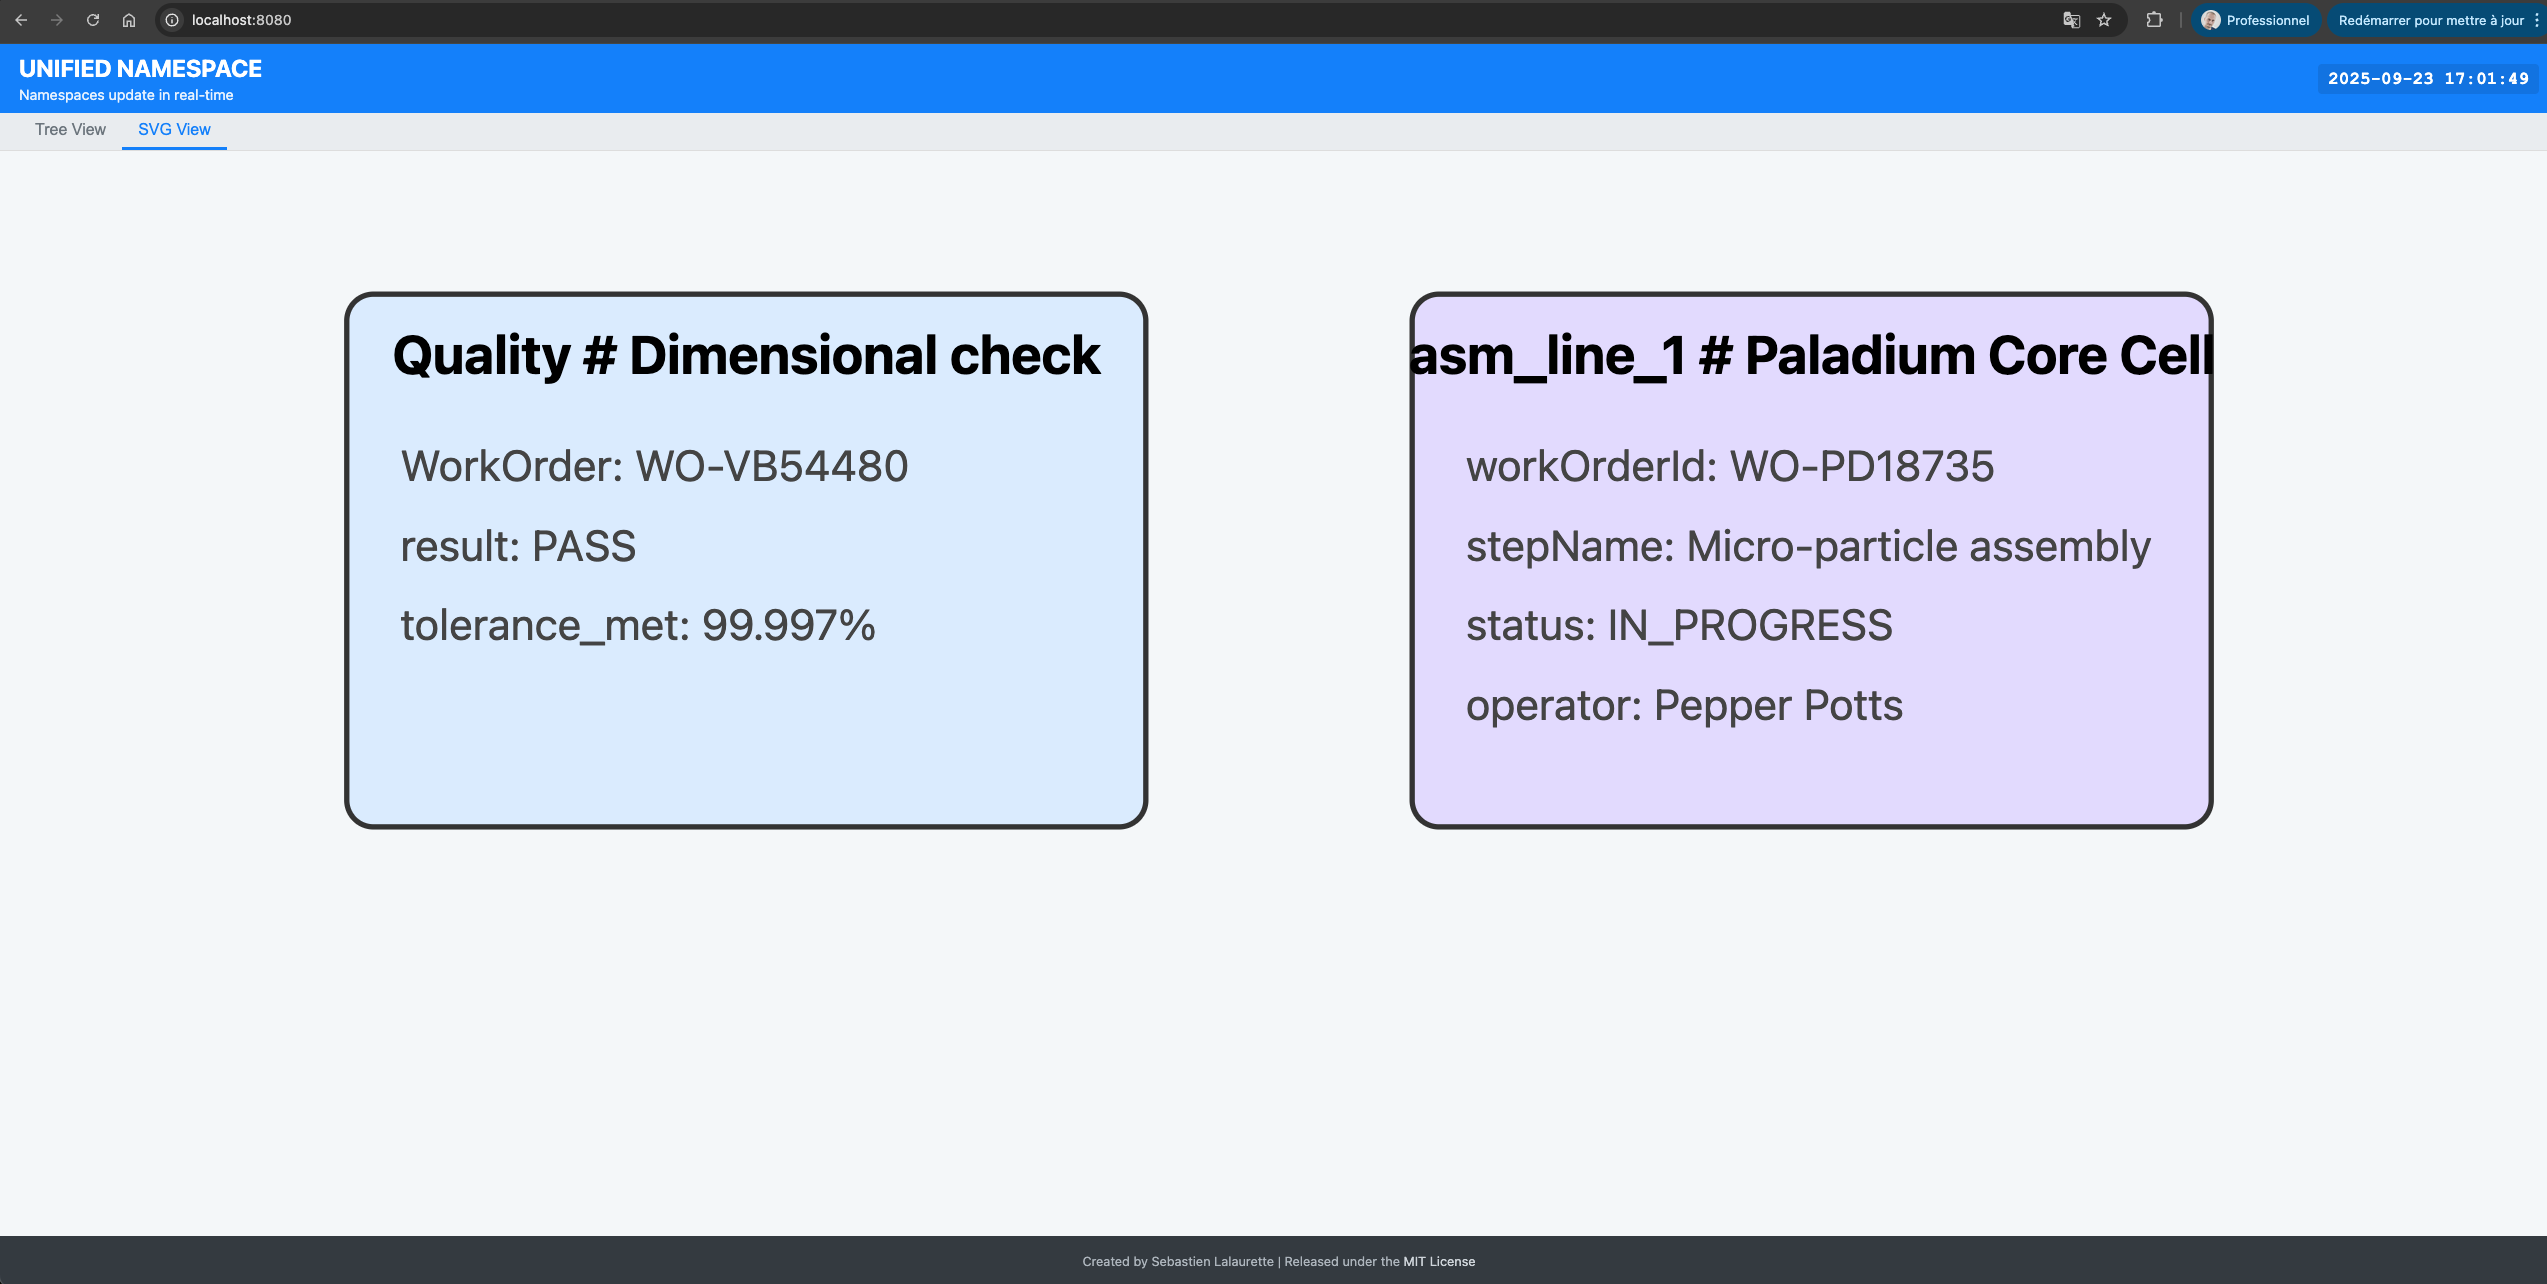 localhost:8080
Professionnel
Redémarrer pour mettre à jour
UNIFIED NAMESPACE
Namespaces update in real-time
2025-09-23 17:01:49
Tree View
SVG View
Quality # Dimensional check
WorkOrder: WO-VB54480
result: PASS
tolerance_met: 99.997%
asm_line_1 # Paladium Core Cell
workOrderId: WO-PD18735
stepName: Micro-particle assembly
status: IN_PROGRESS
operator: Pepper Potts
Created by Sebastien Lalaurette | Released under the MIT License